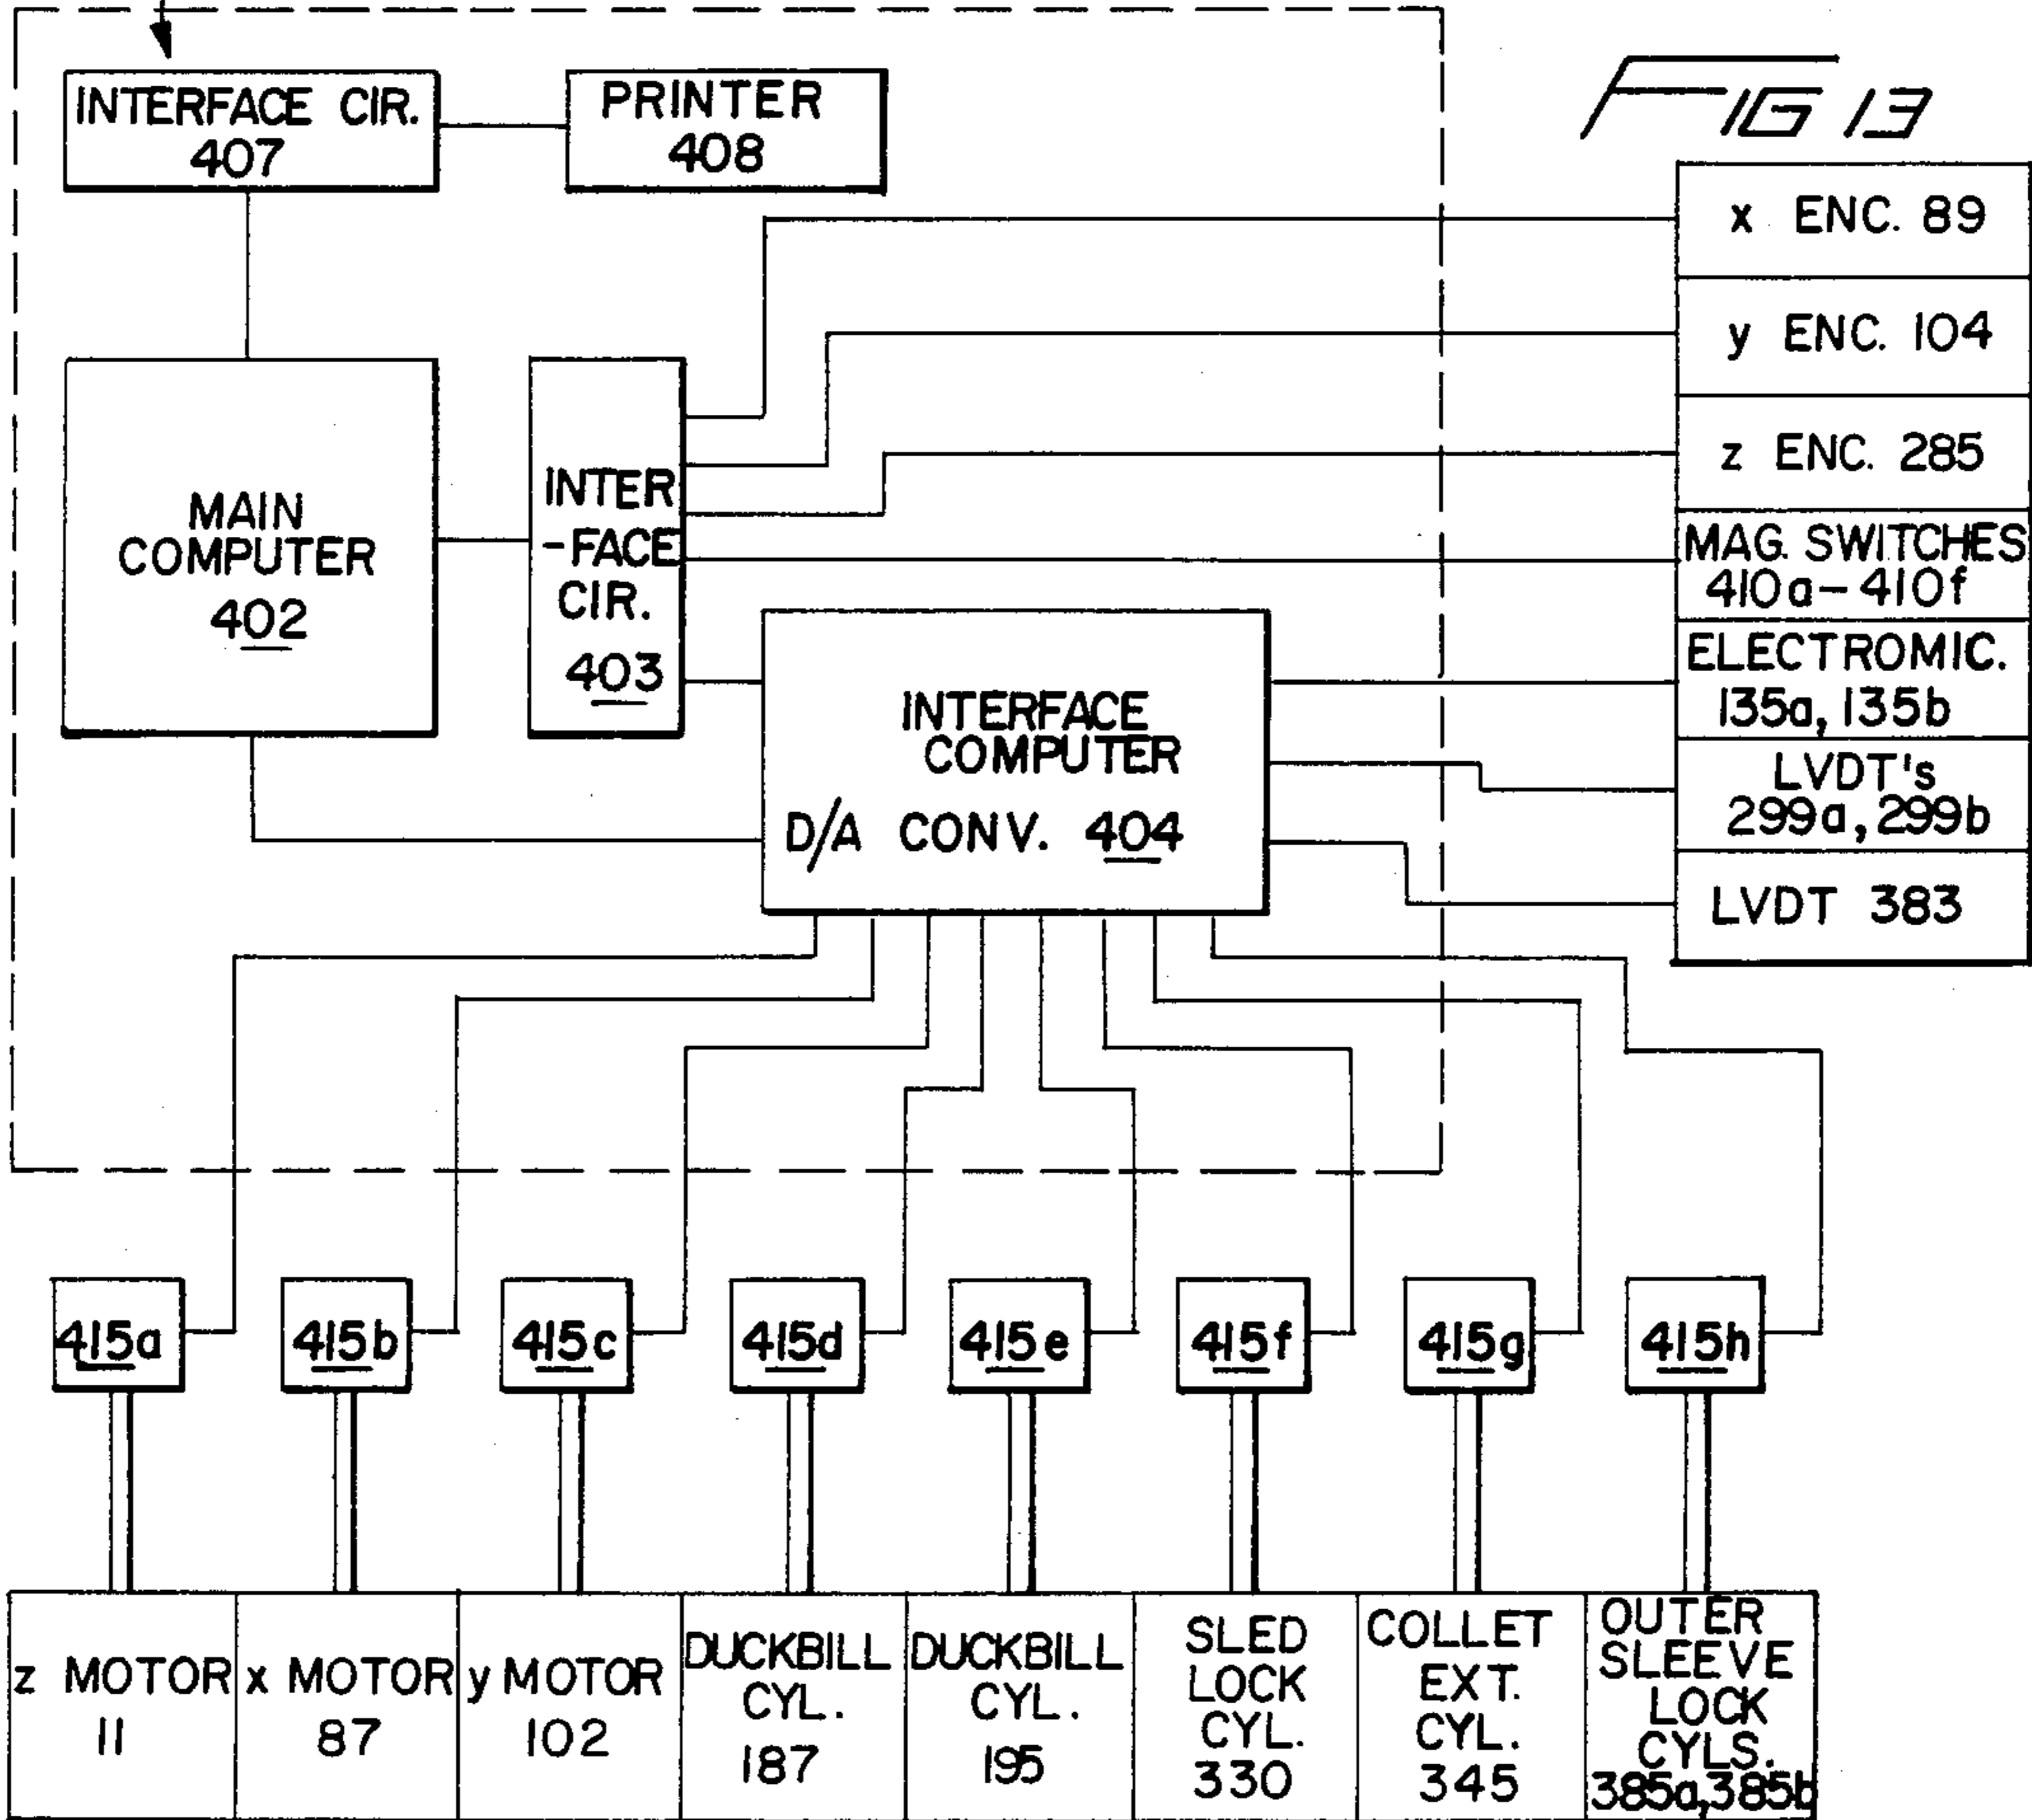 FIG 13
INTERFACE CIR.
407
PRINTER
408
x ENC. 89
y ENC. 104
z ENC. 285
MAG. SWITCHES
410a-410f
ELECTROMIC.
135a, 135b
LVDT's
299a, 299b
LVDT 383
MAIN
COMPUTER
402
INTER
-FACE
CIR.
403
INTERFACE
COMPUTER
D/A CONV. 404
415a
415b
415c
415d
415e
415f
415g
415h
z MOTOR
11
x MOTOR
87
y MOTOR
102
DUCKBILL
CYL.
187
DUCKBILL
CYL.
195
SLED
LOCK
CYL.
330
COLLET
EXT.
CYL.
345
OUTER
SLEEVE
LOCK
CYLS.
385a,385b